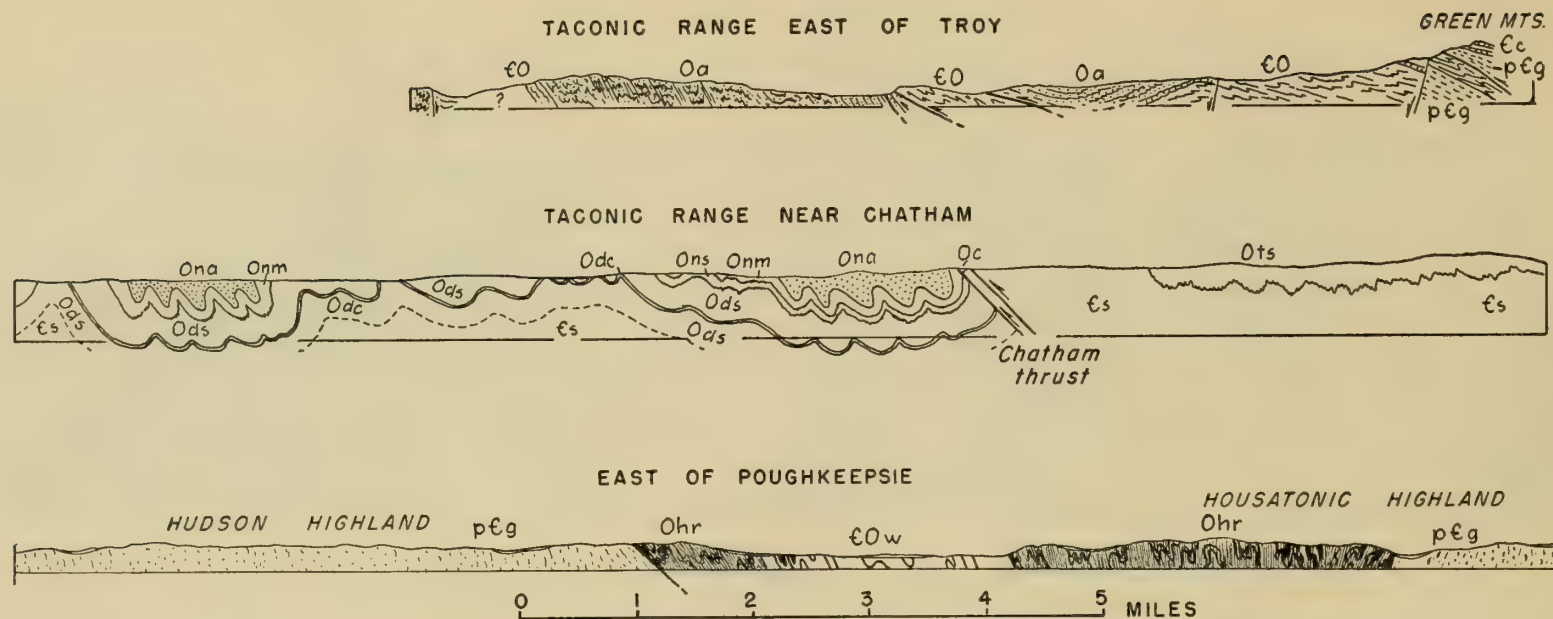 TACONIC RANGE EAST OF TROY
GREEN MTS.
€O
Oa
€O
Oa
€O
€c
p€g
?
p€g
TACONIC RANGE NEAR CHATHAM
Ona
Onm
Odc
Ons
Onm
Ona
Oc
Ots
Ods
Ods
Odc
Ods
Ods
€s
€s
Ods
€s
€s
Chatham
thrust
EAST OF POUGHKEEPSIE
HUDSON HIGHLAND
p€g
Ohr
€Ow
HOUSATONIC HIGHLAND
Ohr
p€g
0 1 2 3 4 5 MILES